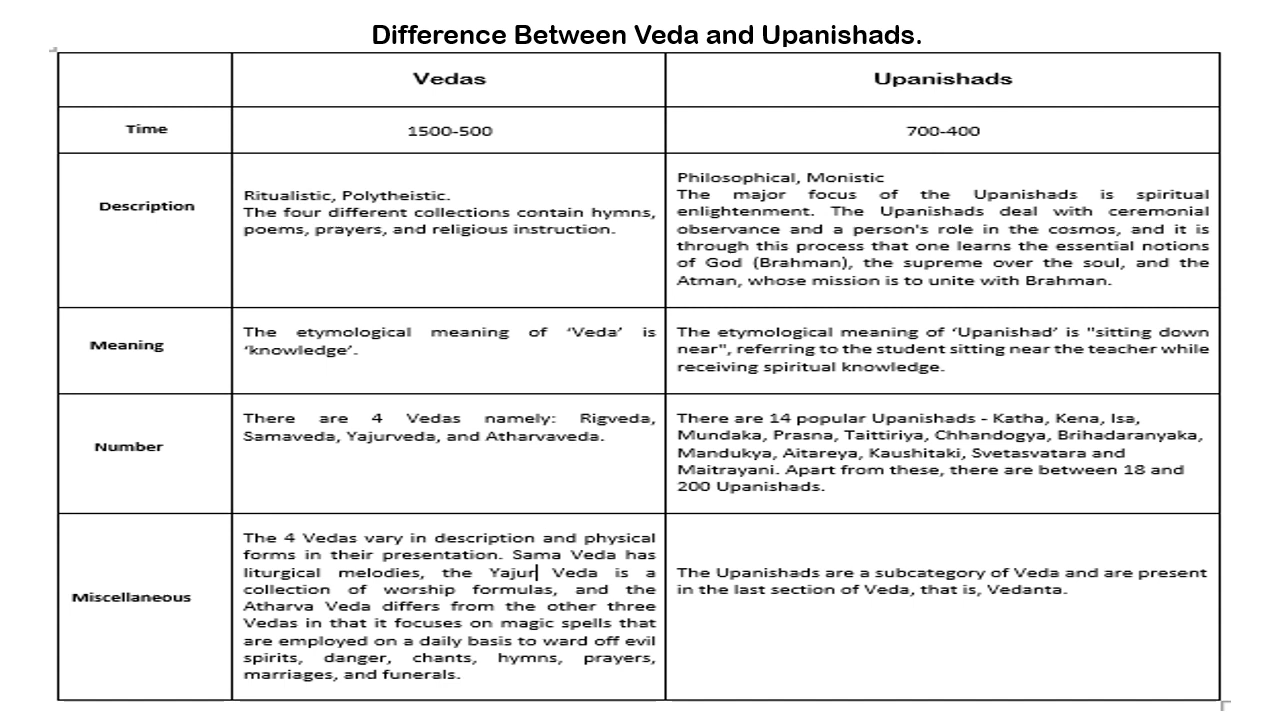 Difference Between Veda and Upanishads.
Vedas
Upanishads
Time
1500-500
700-400
Description
Ritualistic, Polytheistic.
The four different collections contain hymns,
poems, prayers, and religious instruction.
Philosophical, Monistic
The major focus of the Upanishads is spiritual
enlightenment. The Upanishads deal with ceremonial
observance and a person's role in the cosmos, and it is
through this process that one learns the essential notions
of God (Brahman), the supreme over the soul, and the
Atman, whose mission is to unite with Brahman.
Meaning
The etymological meaning of ‘Veda’ is
‘knowledge’.
The etymological meaning of ‘Upanishad’ is "sitting down
near", referring to the student sitting near the teacher while
receiving spiritual knowledge.
Number
There are 4 Vedas namely: Rigveda,
Samaveda, Yajurveda, and Atharvaveda.
There are 14 popular Upanishads - Katha, Kena, Isa,
Mundaka, Prasna, Taittiriya, Chhandogya, Brihadaranyaka,
Mandukya, Aitareya, Kaushitaki, Svetasvatara and
Maitrayani. Apart from these, there are between 18 and
200 Upanishads.
Miscellaneous
The 4 Vedas vary in description and physical
forms in their presentation. Sama Veda has
liturgical melodies, the Yajur Veda is a
collection of worship formulas, and the
Atharva Veda differs from the other three
Vedas in that it focuses on magic spells that
are employed on a daily basis to ward off evil
spirits, danger, chants, hymns, prayers,
marriages, and funerals.
The Upanishads are a subcategory of Veda and are present
in the last section of Veda, that is, Vedanta.